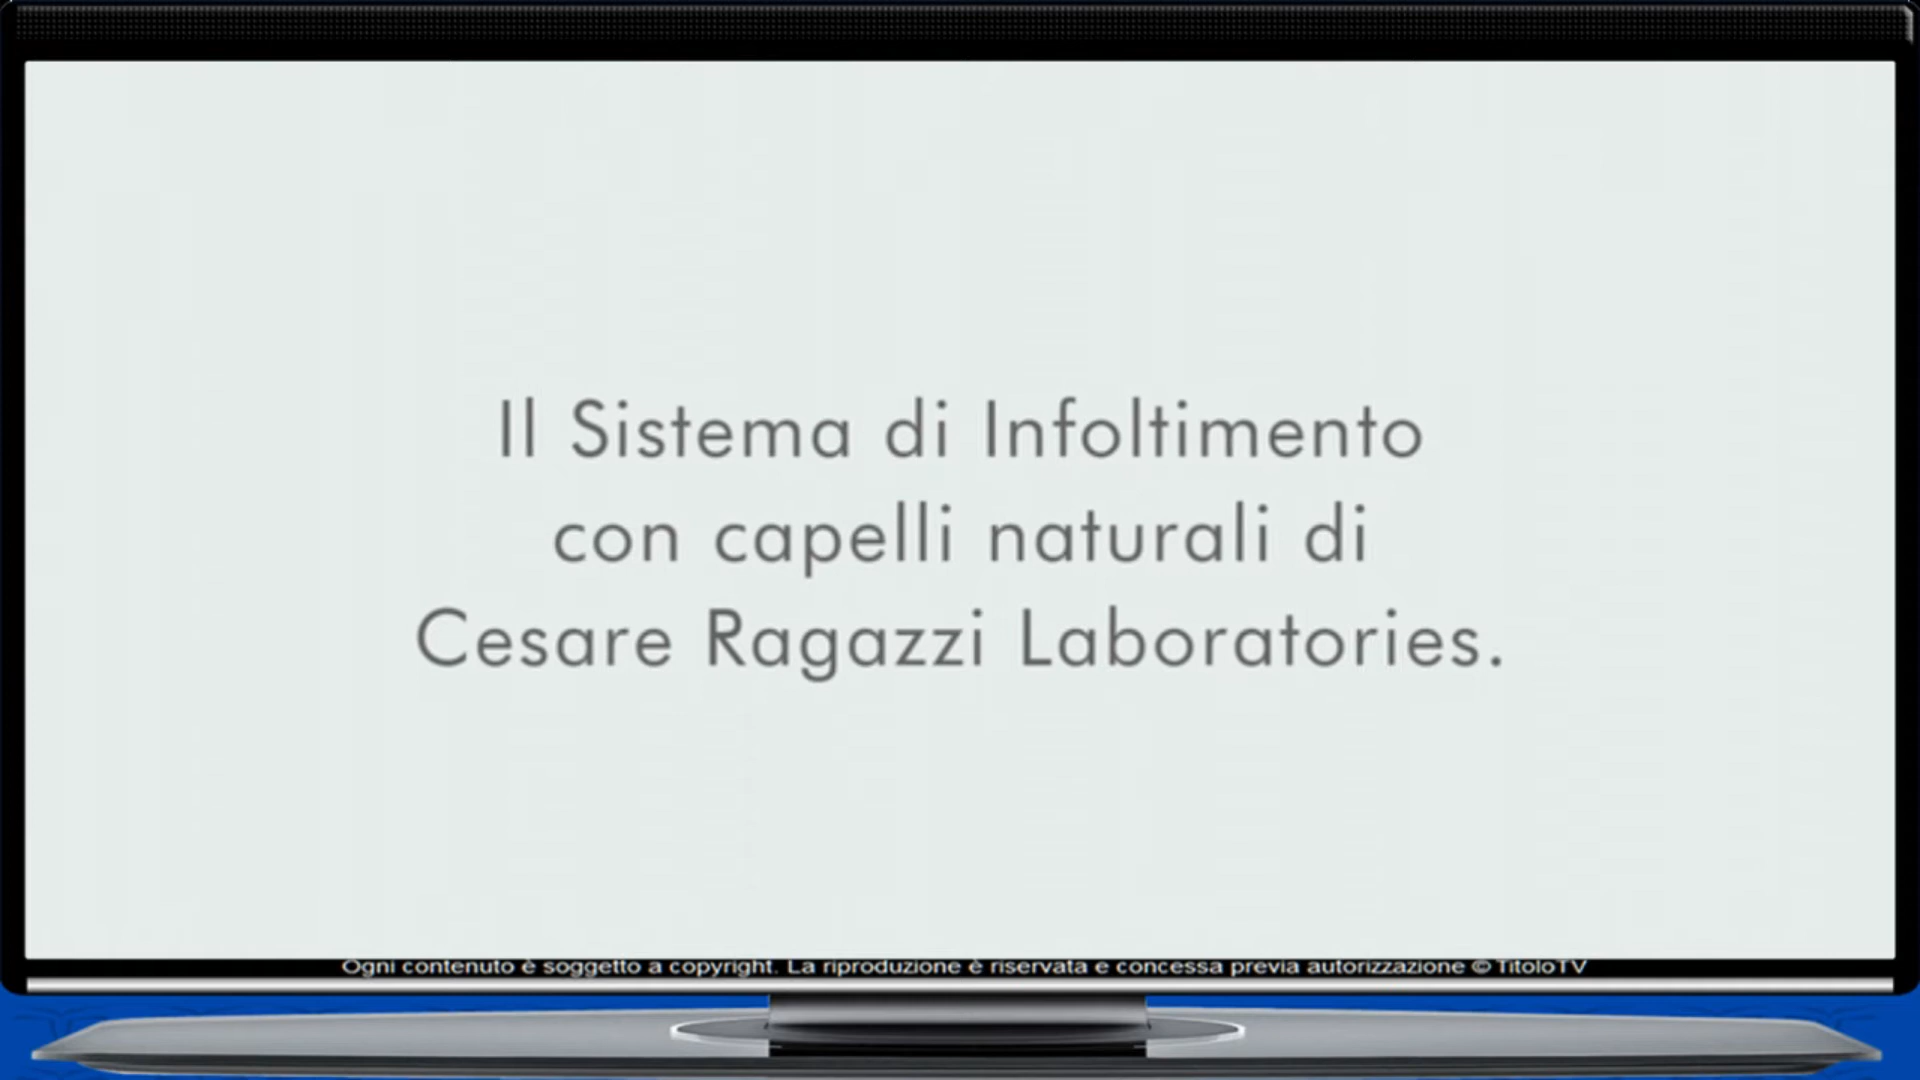 Il Sistema di Infoltimento
con capelli naturali di
Cesare Ragazzi Laboratories.
Ogni contenuto è soggetto a copyright. La riproduzione è riservata e concessa previa autorizzazione © TitoloTV